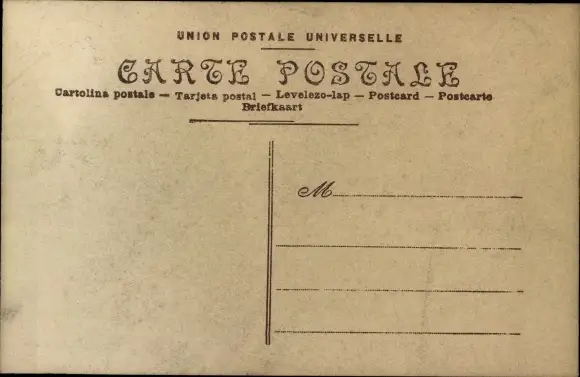 UNION POSTALE UNIVERSELLE
CARTE POSTALE
Cartolina postale — Tarjeta postal — Levelezo-lap — Postcard — Postcarte
Briefkaart
M